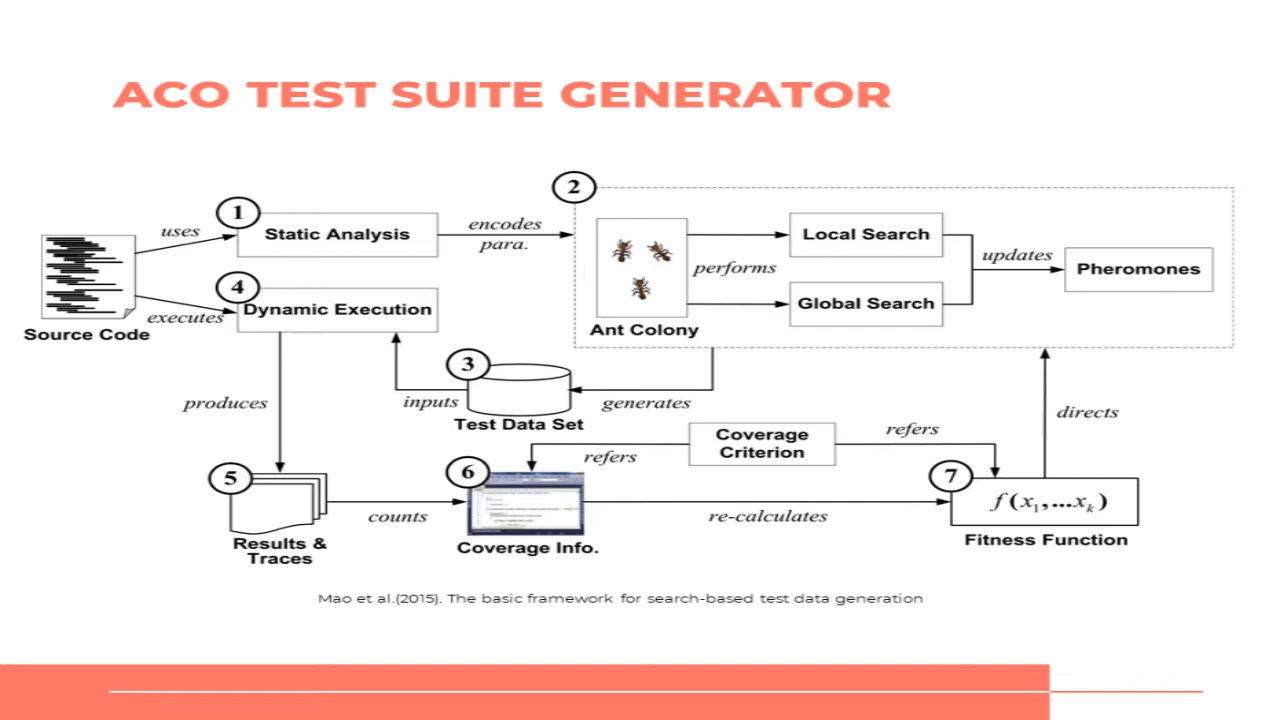 ACO TEST SUITE GENERATOR
2
1
uses
Static Analysis
encodes
para.
Local Search
updates
Pheromones
performs
4
Dynamic Execution
executes
Global Search
Source Code
Ant Colony
3
produces
inputs
generates
directs
Test Data Set
Coverage
Criterion
refers
refers
5
6
7
f(x1,...xk)
counts
re-calculates
Results &
Traces
Coverage Info.
Fitness Function
Mao et al.(2015). The basic framework for search-based test data generation